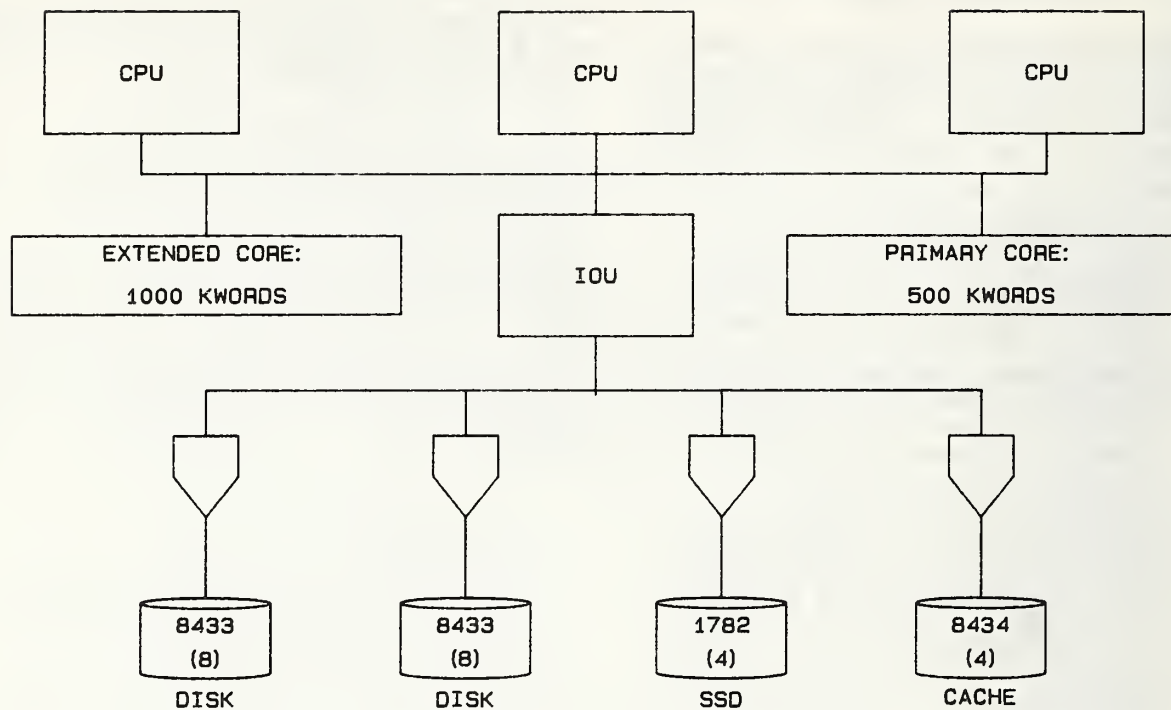 CPU
CPU
CPU
EXTENDED CORE:
1000 KWORDS
IOU
PRIMARY CORE:
500 KWORDS
8433
(8)
DISK
8433
(8)
DISK
1782
(4)
SSD
8434
(4)
CACHE